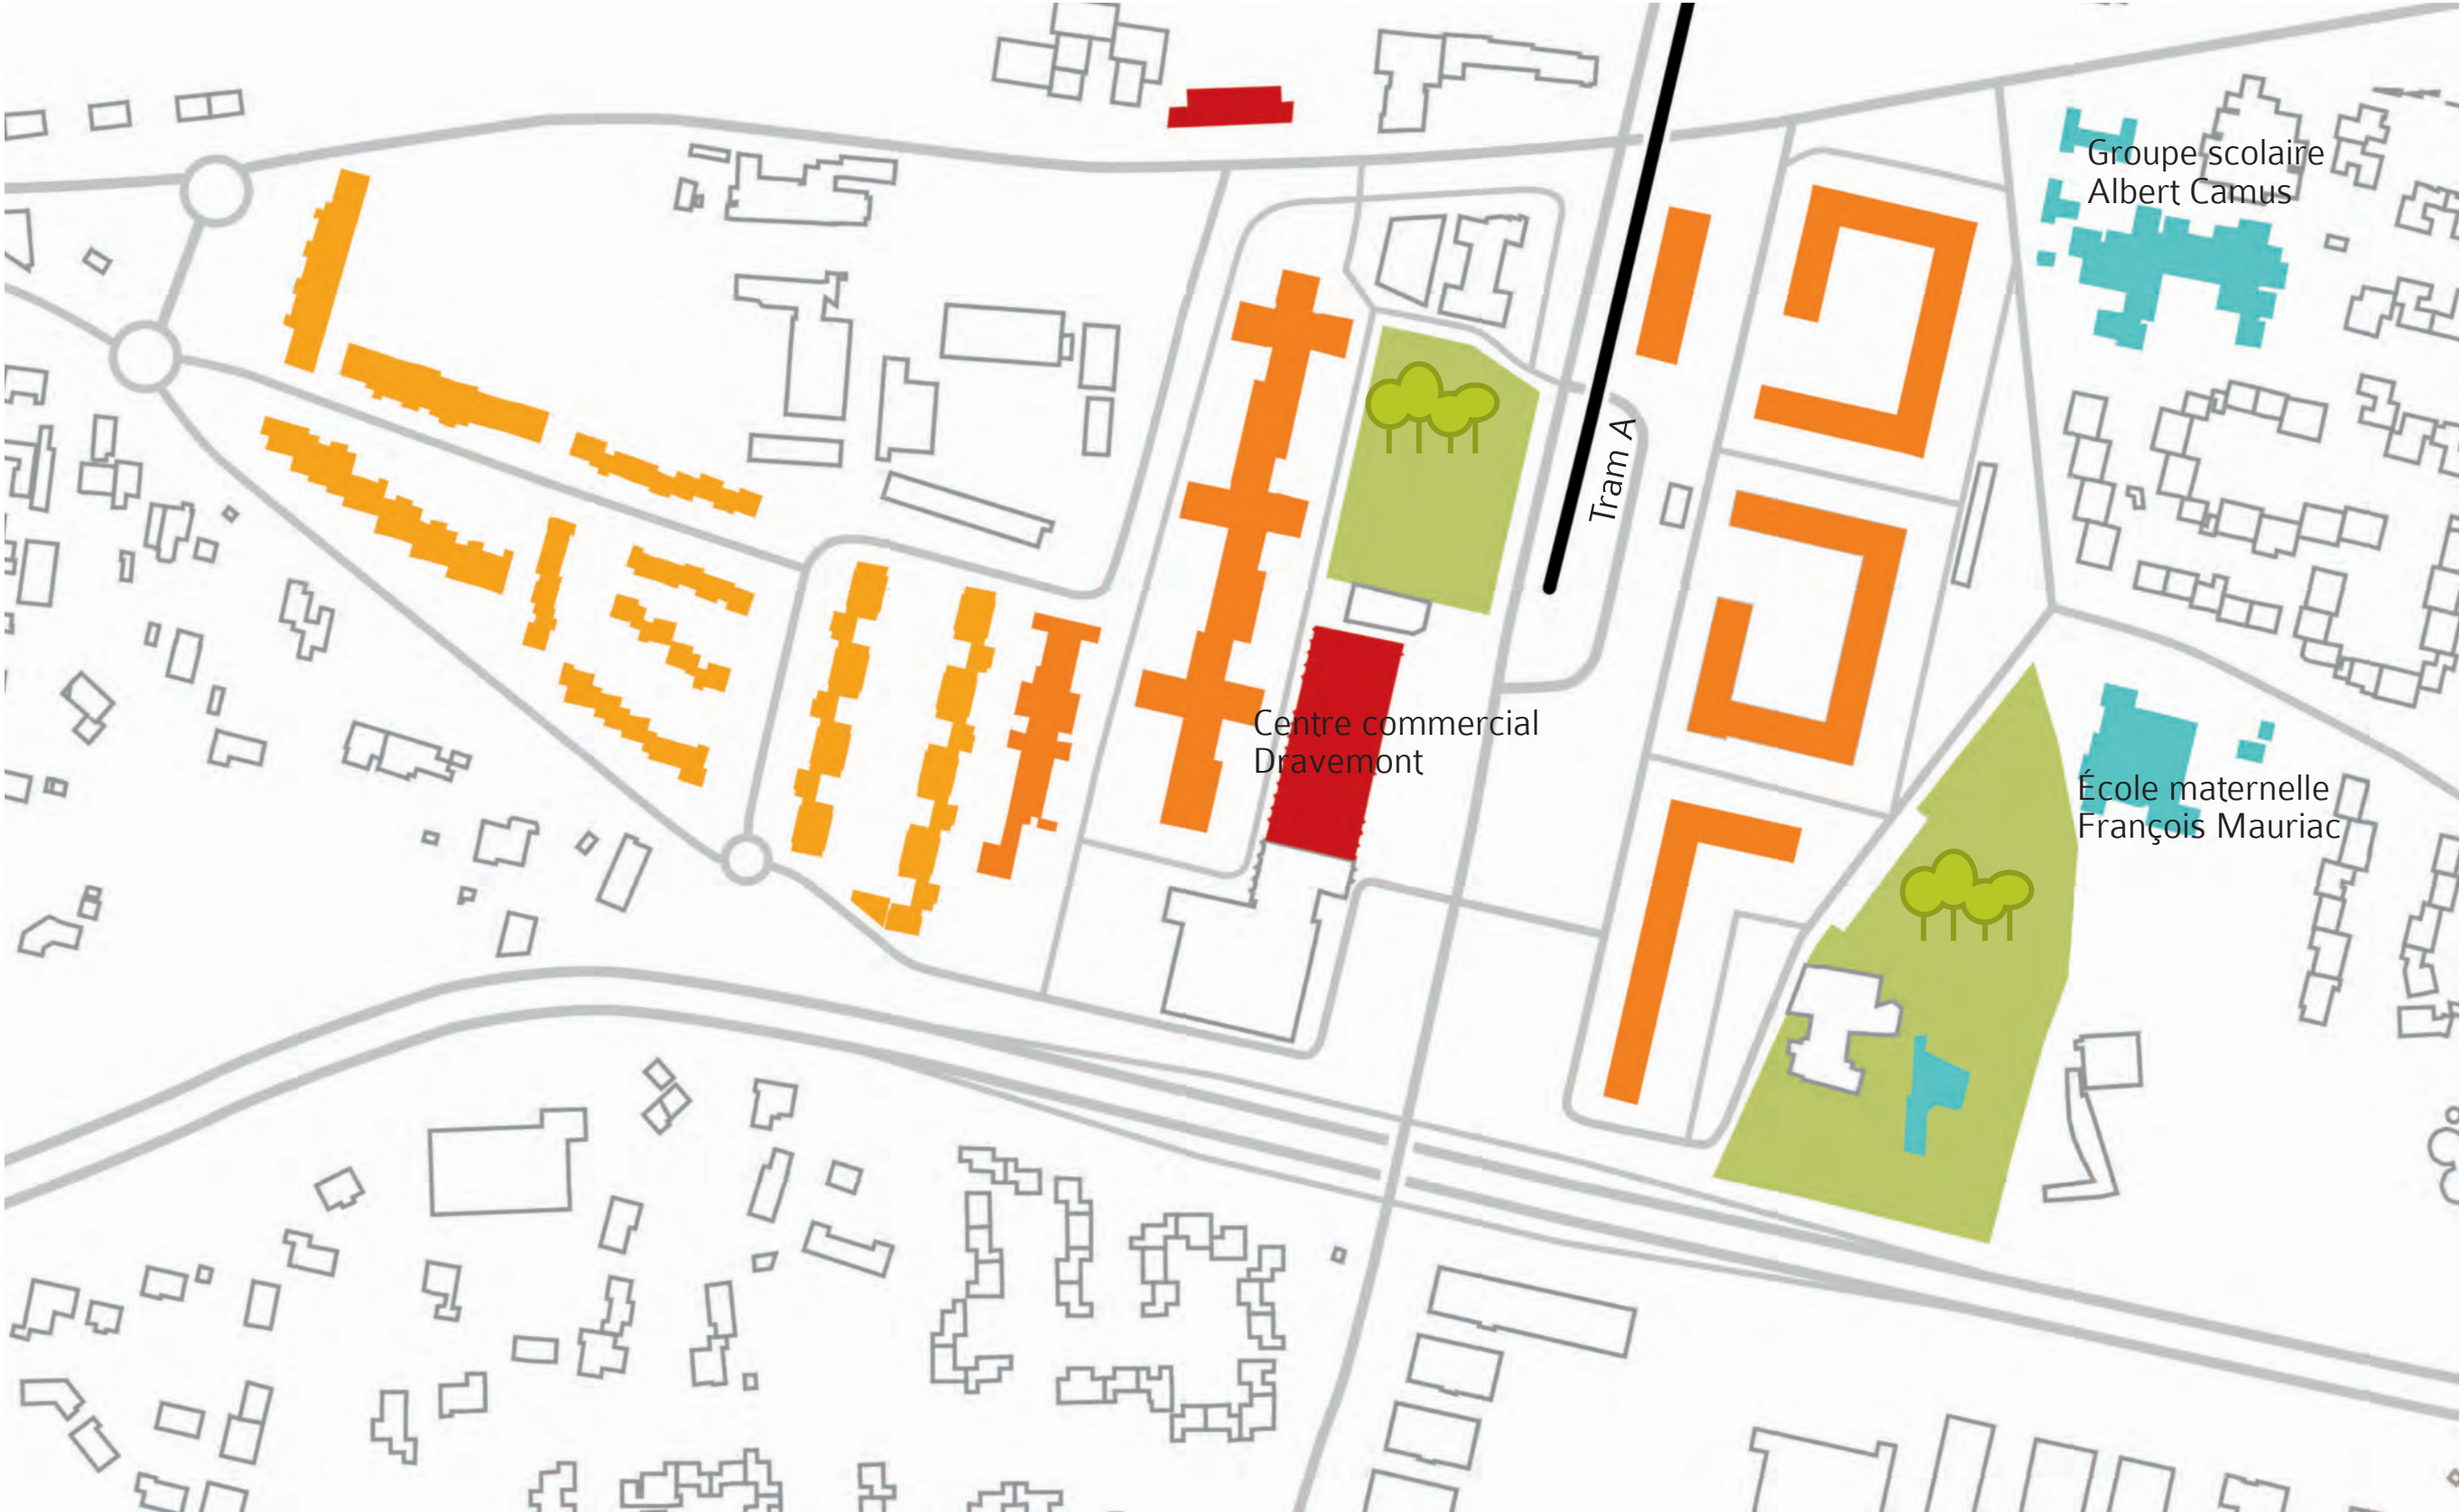 Groupe scolaire
Albert Camus
Tram A
Centre commercial
Dravemont
École maternelle
François Mauriac